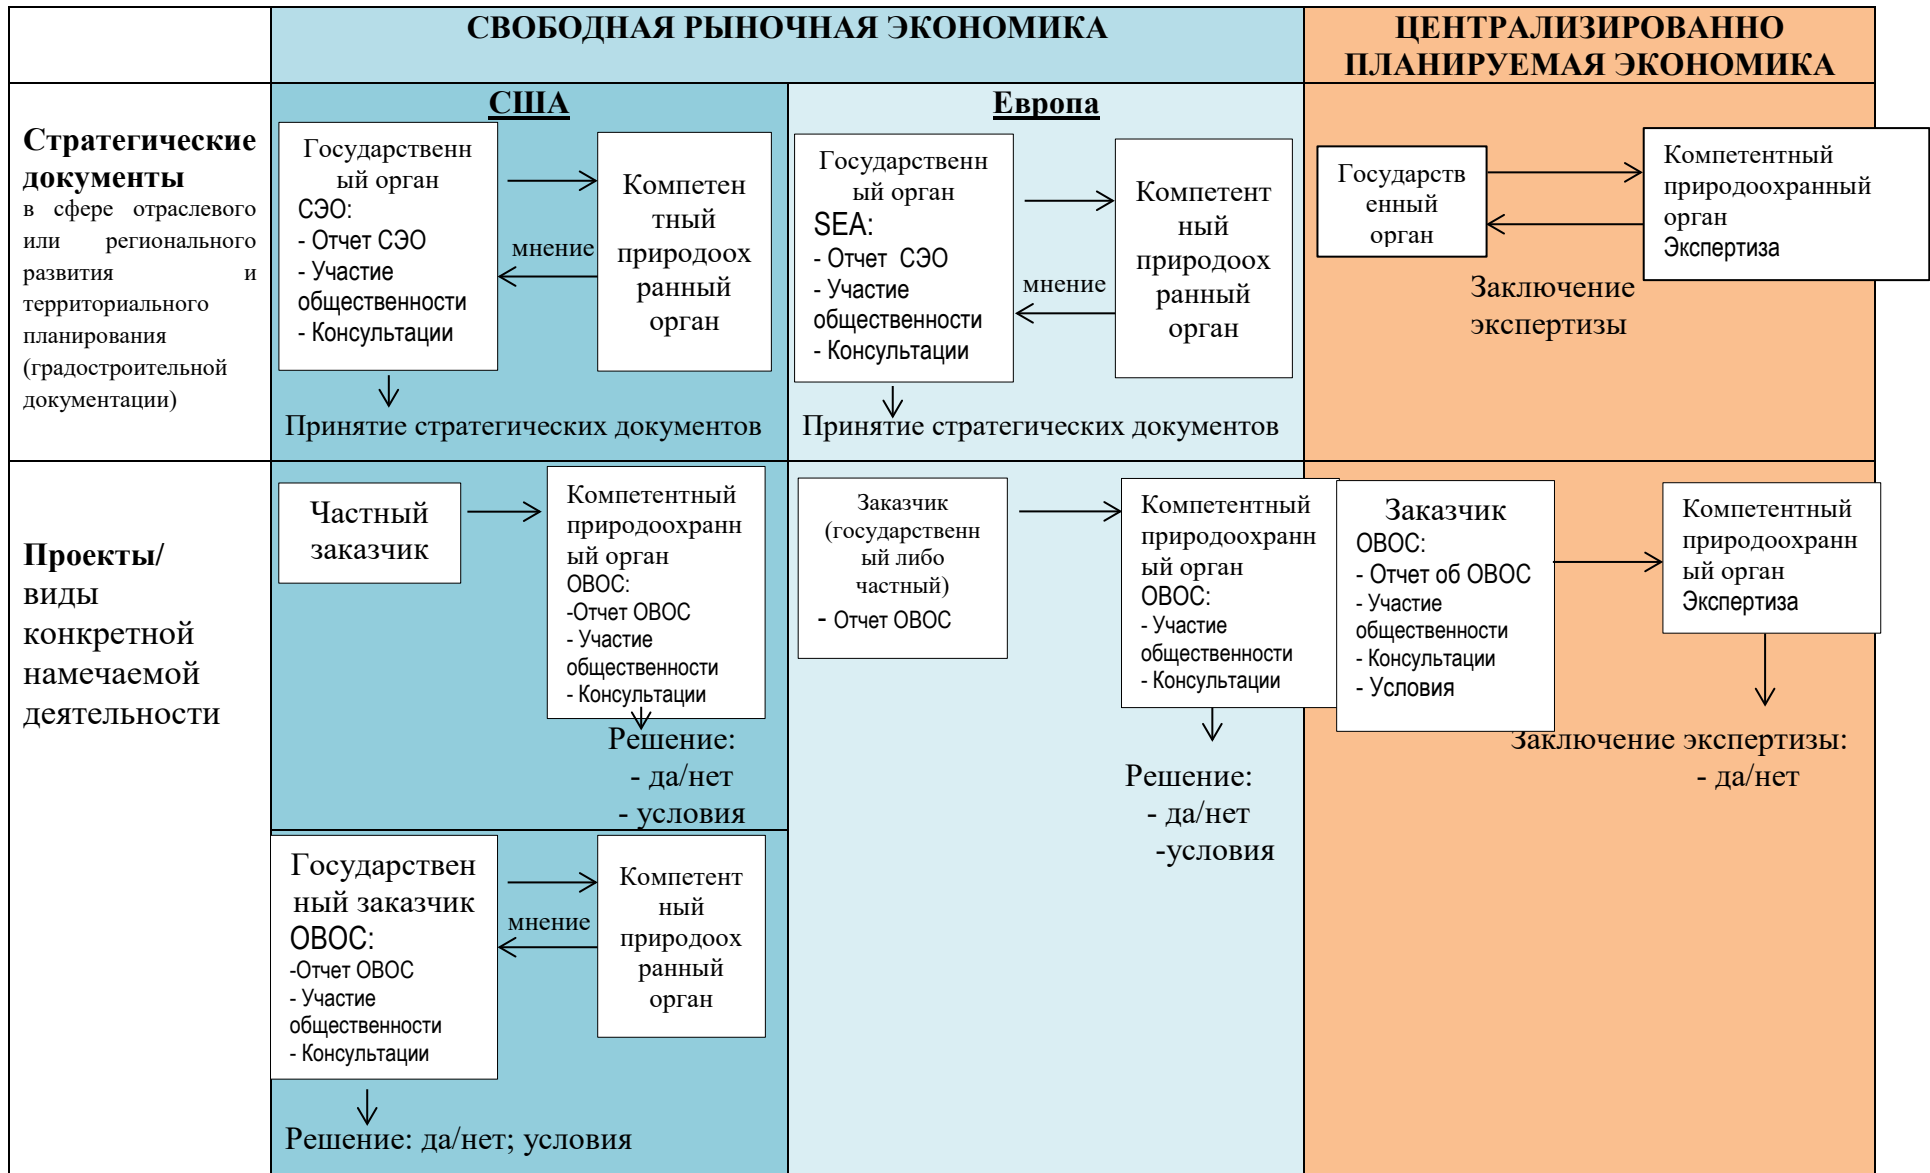 СВОБОДНАЯ РЫНОЧНАЯ ЭКОНОМИКА
ЦЕНТРАЛИЗИРОВАННО
ПЛАНИРУЕМАЯ ЭКОНОМИКА
Стратегические
документы
в сфере отраслевого
или регионального
развития и
территориального
планирования
(градостроительной
документации)
США
Государственн
ый орган
СЭО:
- Отчет СЭО
- Участие
общественности
- Консультации
мнение
Компетен
тный
природоох
ранный
орган
Принятие стратегических документов
Европа
Государственн
ый орган
SEA:
- Отчет СЭО
- Участие
общественности
- Консультации
мнение
Компетент
ный
природоох
ранный
орган
Принятие стратегических документов
Государств
енный
орган
Компетентный
природоохранный
орган
Экспертиза
Заключение
экспертизы
Проекты/
виды
конкретной
намечаемой
деятельности
Частный
заказчик
Компетентный
природоохранн
ый орган
ОВОС:
-Отчет ОВОС
- Участие
общественности
- Консультации
Решение:
- да/нет
- условия
Государствен
ный заказчик
ОВОС:
-Отчет ОВОС
- Участие
общественности
- Консультации
мнение
Компетент
ный
природоох
ранный
орган
Решение: да/нет; условия
Заказчик
(государственн
ый либо
частный)
- Отчет ОВОС
Компетентный
природоохранн
ый орган
ОВОС:
- Участие
общественности
- Консультации
Решение:
- да/нет
-условия
Заказчик
ОВОС:
- Отчет об ОВОС
- Участие
общественности
- Консультации
- Условия
Компетентный
природоохранн
ый орган
Экспертиза
Заключение экспертизы:
- да/нет